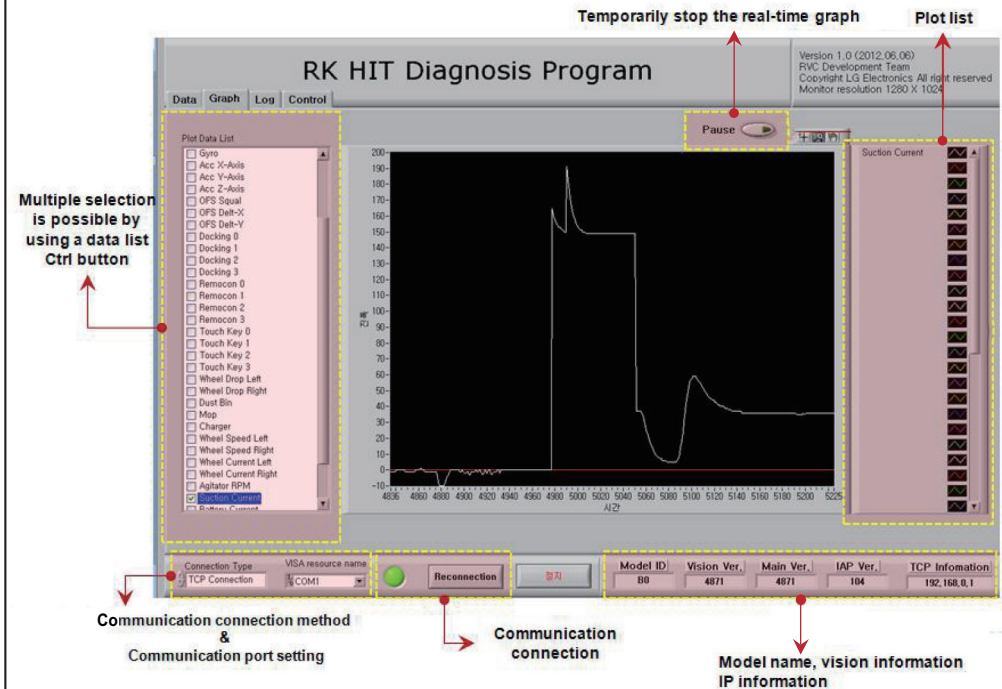 Temporarily stop the real-time graph
Plot list
RK HIT Diagnosis Program
Version 1,0 (2012,06,06)
RVC Development Team
Copyright LG Electronics All right reserved
Monitor resolution 1280 X 1024
Data
Graph
Log
Control
Pause
Plot Data List
Gyro
Acc X-Axis
Acc Y-Axis
Acc Z-Axis
OFS Squal
OFS Delt-X
OFS Delt-Y
Docking 0
Docking 1
Docking 2
Docking 3
Remocon 0
Remocon 1
Remocon 2
Remocon 3
Touch Key 0
Touch Key 1
Touch Key 2
Touch Key 3
Wheel Drop Left
Wheel Drop Right
Dust Bin
Mop
Charger
Wheel Speed Left
Wheel Speed Right
Wheel Current Left
Wheel Current Right
Agitator RPM
Suction Current
Battery Current
Multiple selection
is possible by
using a data list
Ctrl button
200
190
180
170
160
150
140
130
120
110
100
90
80
70
60
50
40
30
20
10
0
-10
진폭
4836 4860 4880 4900 4920 4940 4960 4980 5000 5020 5040 5060 5080 5100 5120 5140 5160 5180 5200 5225
시간
Suction Current
Connection Type
TCP Connection
VISA resource name
COM1
Reconnection
정지
Model ID
B0
Vision Ver,
4871
Main Ver,
4871
IAP Ver,
104
TCP Infomation
192,168,0,1
Communication connection method
&
Communication port setting
Communication
connection
Model name, vision information
IP information